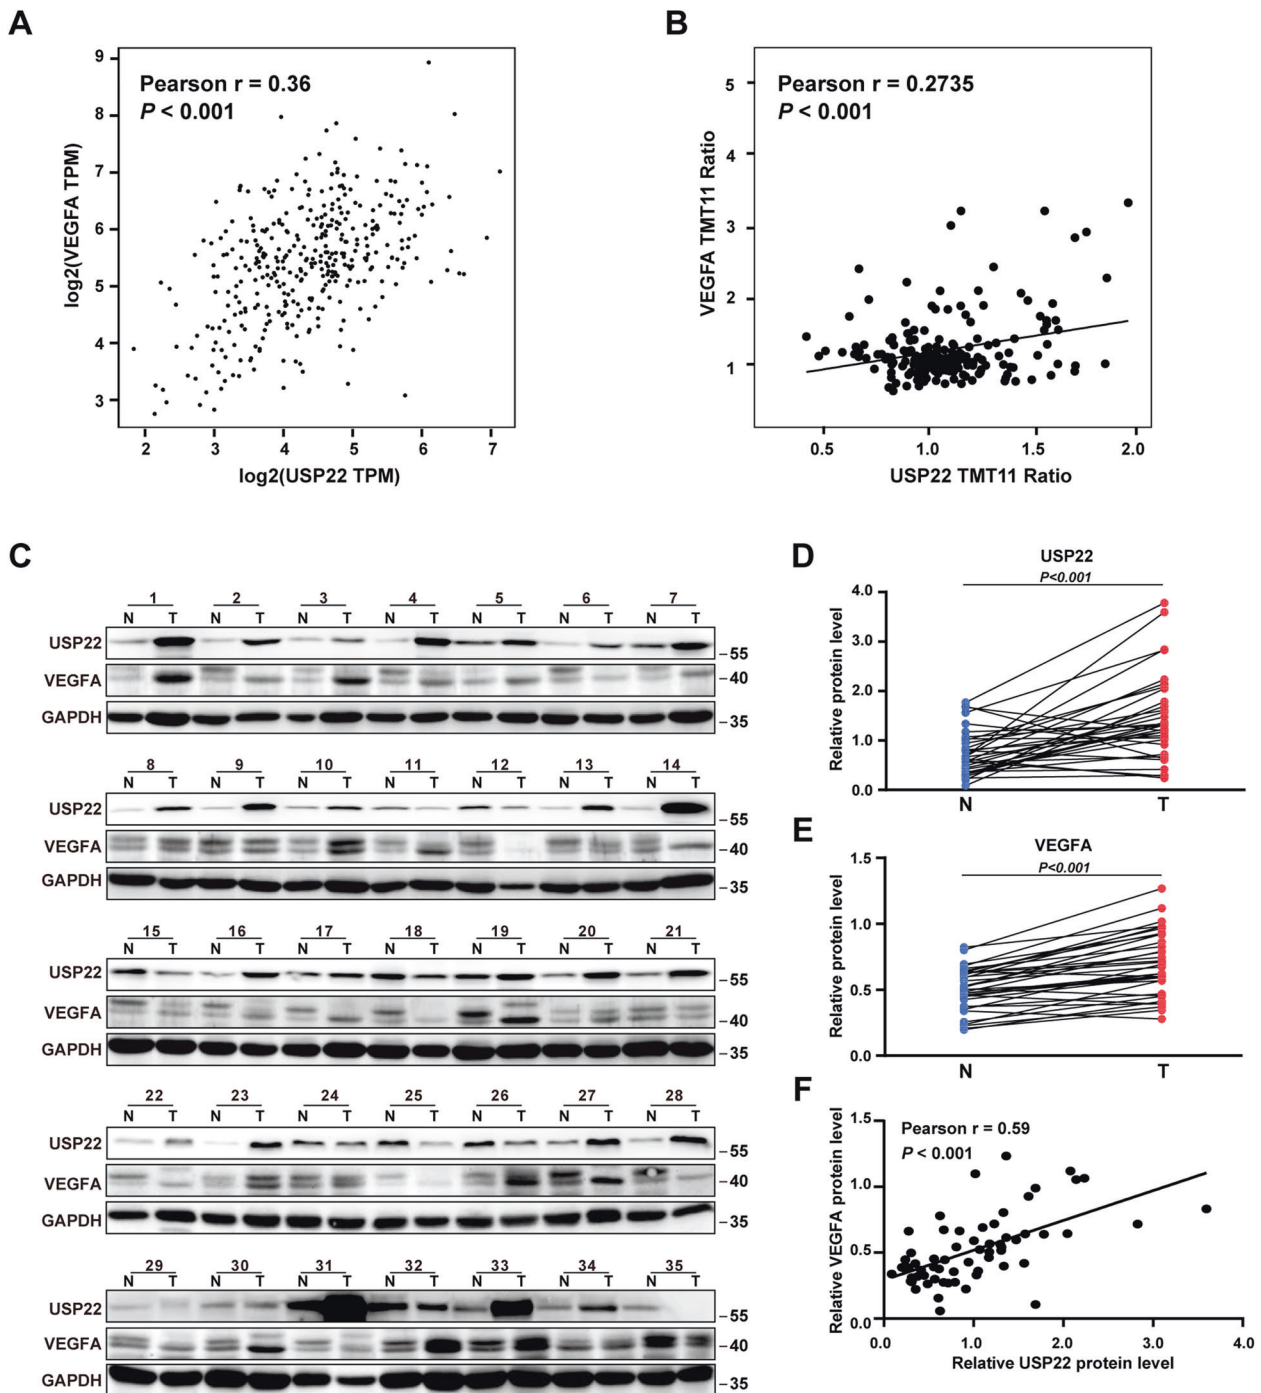 A
Pearson r = 0.36
P < 0.001
9
8
7
6
5
4
3
log2(VEGFA TPM)
2 3 4 5 6 7
log2(USP22 TPM)
B
Pearson r = 0.2735
P < 0.001
5
4
3
2
1
VEGFA TMT11 Ratio
0.5 1.0 1.5 2.0
USP22 TMT11 Ratio
C
1 2 3 4 5 6 7
N T N T N T N T N T N T N T
USP22
55
VEGFA
40
GAPDH
35
8 9 10 11 12 13 14
N T N T N T N T N T N T N T
USP22
55
VEGFA
40
GAPDH
35
15 16 17 18 19 20 21
N T N T N T N T N T N T N T
USP22
55
VEGFA
40
GAPDH
35
22 23 24 25 26 27 28
N T N T N T N T N T N T N T
USP22
55
VEGFA
40
GAPDH
35
29 30 31 32 33 34 35
N T N T N T N T N T N T N T
USP22
55
VEGFA
40
GAPDH
35
D
USP22
P<0.001
4.0
3.0
2.0
1.0
0.0
Relative protein level
N T
E
VEGFA
P<0.001
1.5
1.0
0.5
0.0
Relative protein level
N T
F
Pearson r = 0.59
P < 0.001
1.5
1.0
0.5
0.0
Relative VEGFA protein level
0.0 1.0 2.0 3.0 4.0
Relative USP22 protein level